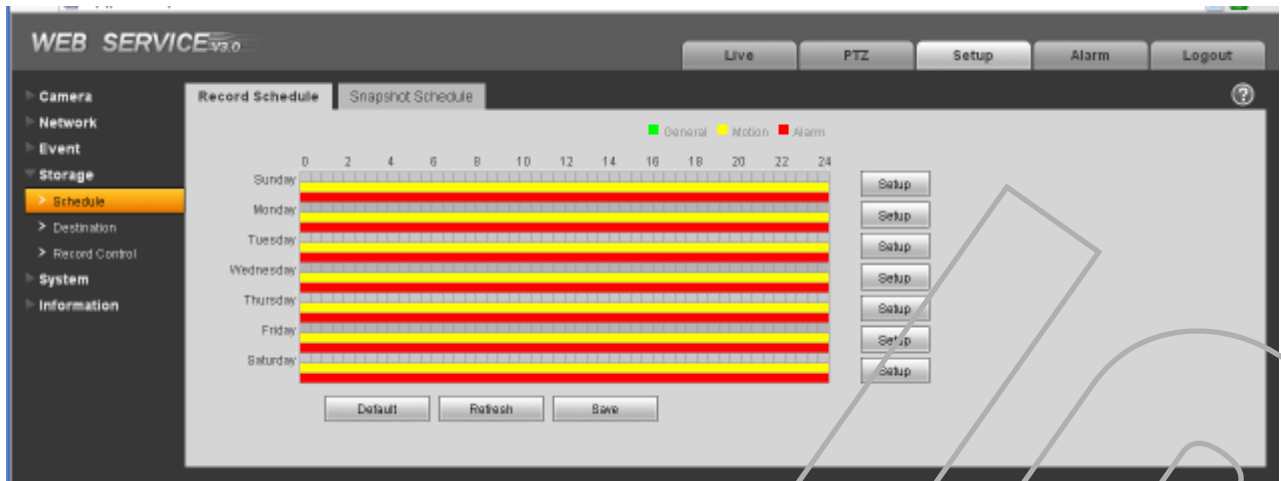 WEB SERVICE V3.0
Live PTZ Setup Alarm Logout
Camera
Network
Event
Storage
Schedule
Destination
Record Control
System
Information
Record Schedule Snapshot Schedule
?
General Motion Alarm
0 2 4 6 8 10 12 14 16 18 20 22 24
Sunday Setup
Monday Setup
Tuesday Setup
Wednesday Setup
Thursday Setup
Friday Setup
Saturday Setup
Default Refresh Save